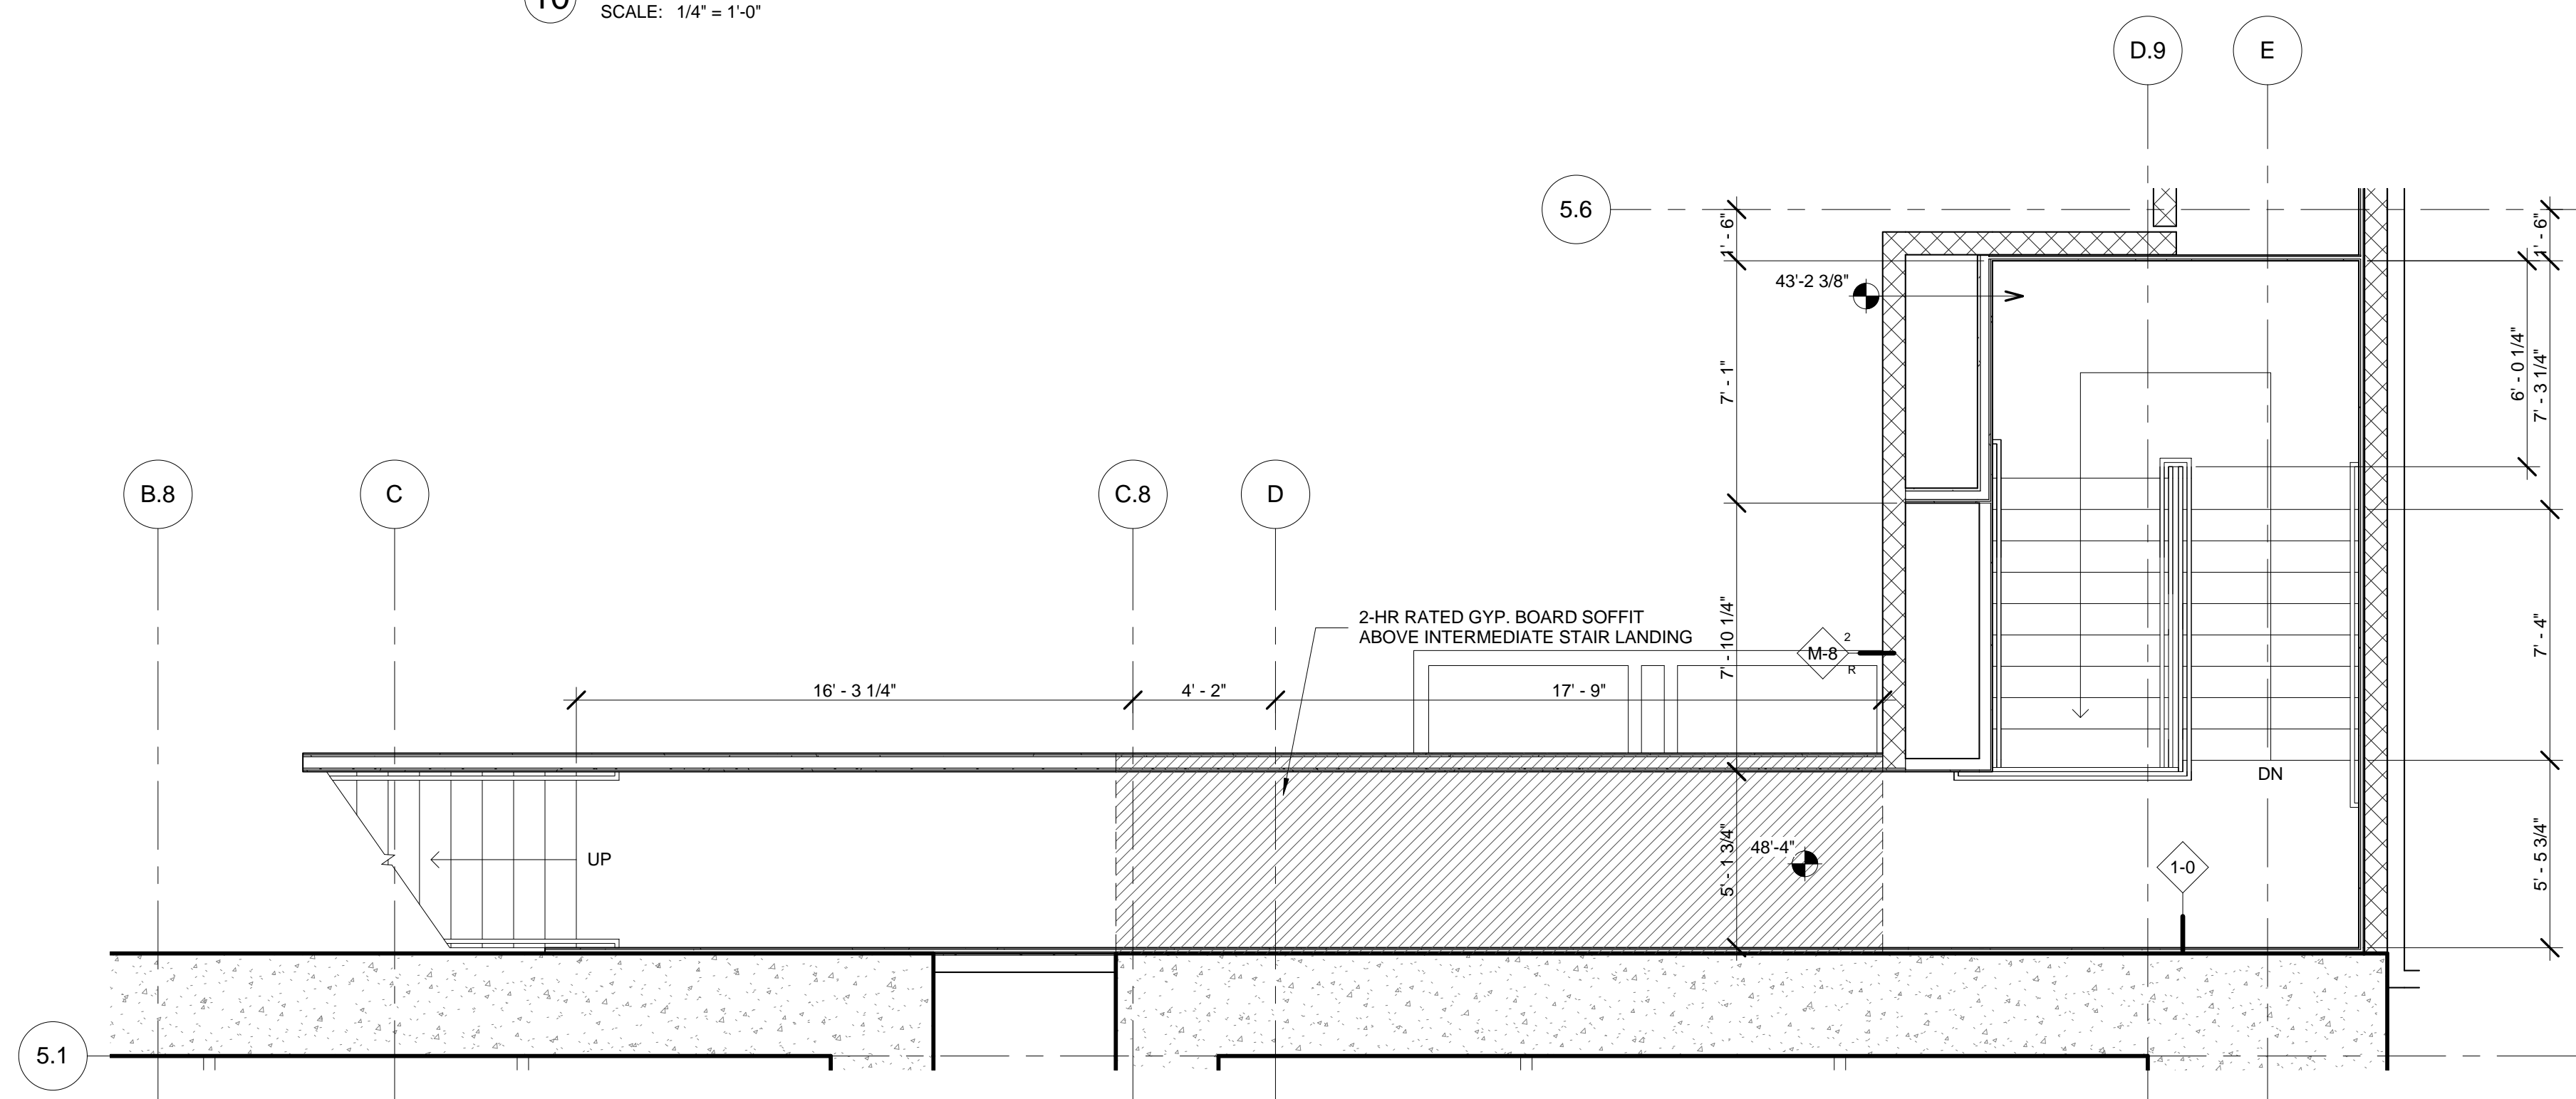 10
SCALE: 1/4" = 1'-0"
D.9
E
5.6
1' - 6"
1' - 6"
43'-2 3/8"
7' - 1"
6' - 0 1/4"
7' - 3 1/4"
B.8
C
C.8
D
2-HR RATED GYP. BOARD SOFFIT
ABOVE INTERMEDIATE STAIR LANDING
7' - 10 1/4"
M-8
2
R
7' - 4"
16' - 3 1/4"
4' - 2"
17' - 9"
DN
UP
48'-4"
5' - 1 3/4"
1-0
5' - 5 3/4"
5.1